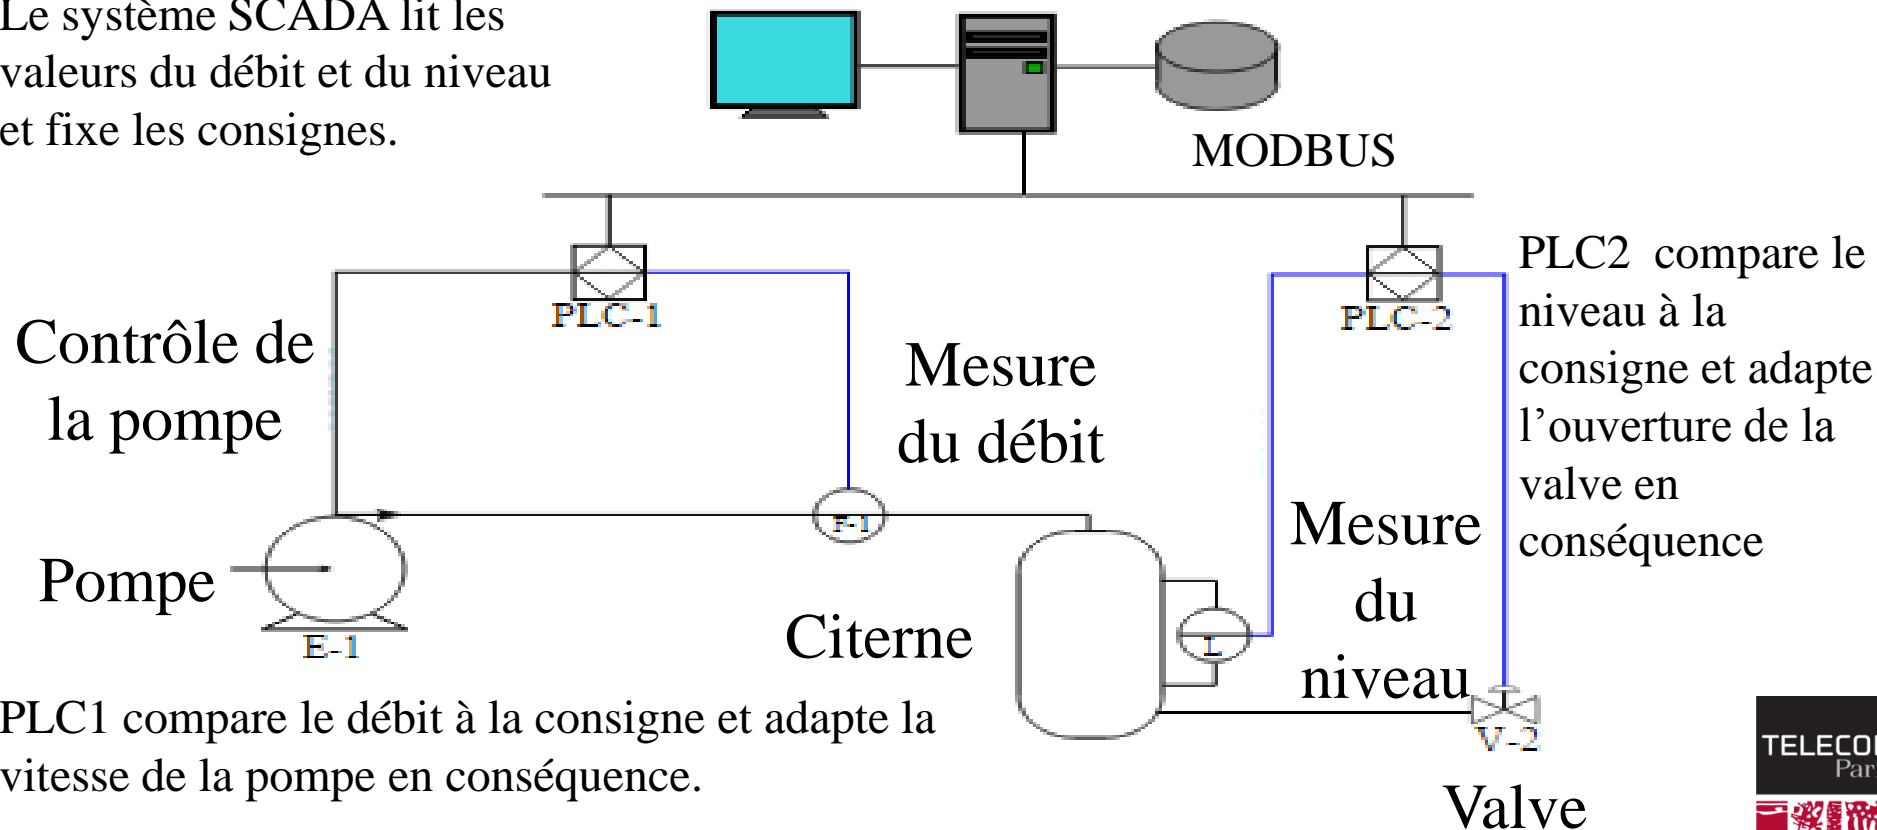 Le système SCADA lit les
valeurs du débit et du niveau
et fixe les consignes.
MODBUS
PLC-1
PLC-2
PLC2 compare le
niveau à la
consigne et adapte
l’ouverture de la
valve en
conséquence
Contrôle de
la pompe
Mesure
du débit
F-1
Mesure
du
niveau
Pompe
E-1
Citerne
L
V-2
Valve
PLC1 compare le débit à la consigne et adapte la
vitesse de la pompe en conséquence.